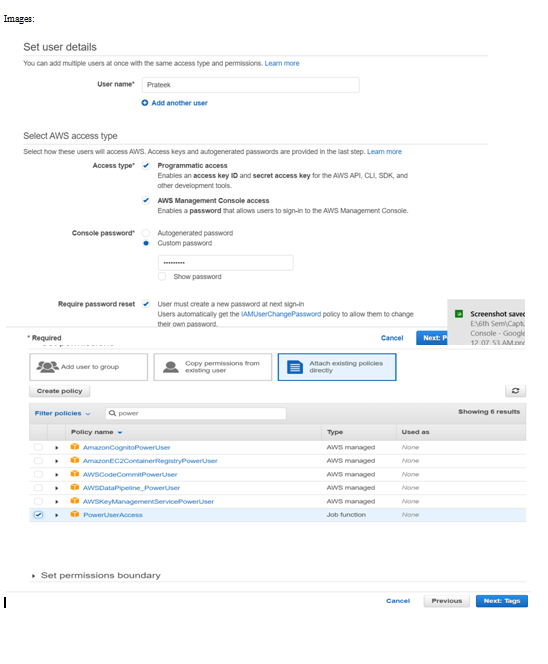 Images:
Set user details
You can add multiple users at once with the same access type and permissions. Learn more
User name* Prateek
Add another user
Select AWS access type
Select how these users will access AWS. Access keys and autogenerated passwords are provided in the last step. Learn more
Access type* Programmatic access
Enables an access key ID and secret access key for the AWS API, CLI, SDK, and
other development tools.
AWS Management Console access
Enables a password that allows users to sign-in to the AWS Management Console.
Console password* Autogenerated password
Custom password
•••••••••
Show password
Require password reset User must create a new password at next sign-in
Users automatically get the IAMUserChangePassword policy to allow them to change
their own password.
Screenshot saved
E:\6th Sem\Captu
Console - Google
12_07_53 AM.png
* Required Cancel Next: P
Add user to group
Copy permissions from
existing user
Attach existing policies
directly
Create policy
Filter policies power Showing 6 results
Policy name Type Used as
AmazonCognitoPowerUser AWS managed None
AmazonEC2ContainerRegistryPowerUser AWS managed None
AWSCodeCommitPowerUser AWS managed None
AWSDataPipeline_PowerUser AWS managed None
AWSKeyManagementServicePowerUser AWS managed None
PowerUserAccess Job function None
Set permissions boundary
Cancel Previous Next: Tags